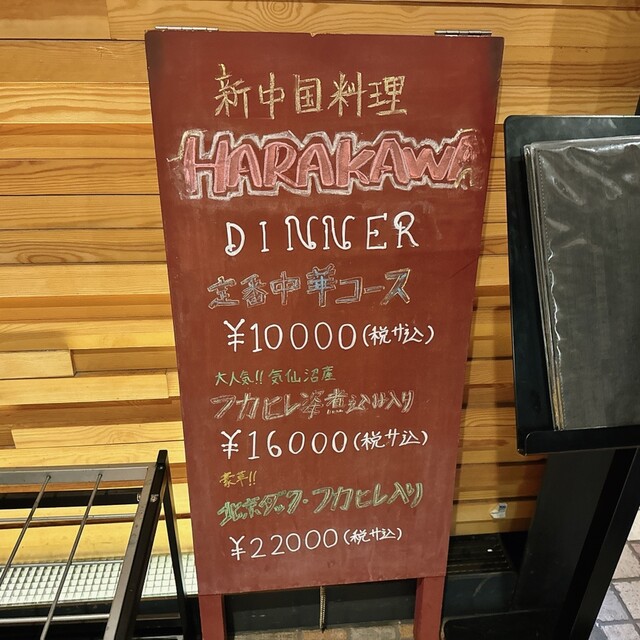 新中国料理
HARAKAWA
DINNER
定番中華コース
¥10000(税サ込)
大人気!! 気仙沼産
フカヒレ姿煮込み入り
¥16000(税サ込)
豪華!!
北京ダック・フカヒレ入り
¥22000(税サ込)